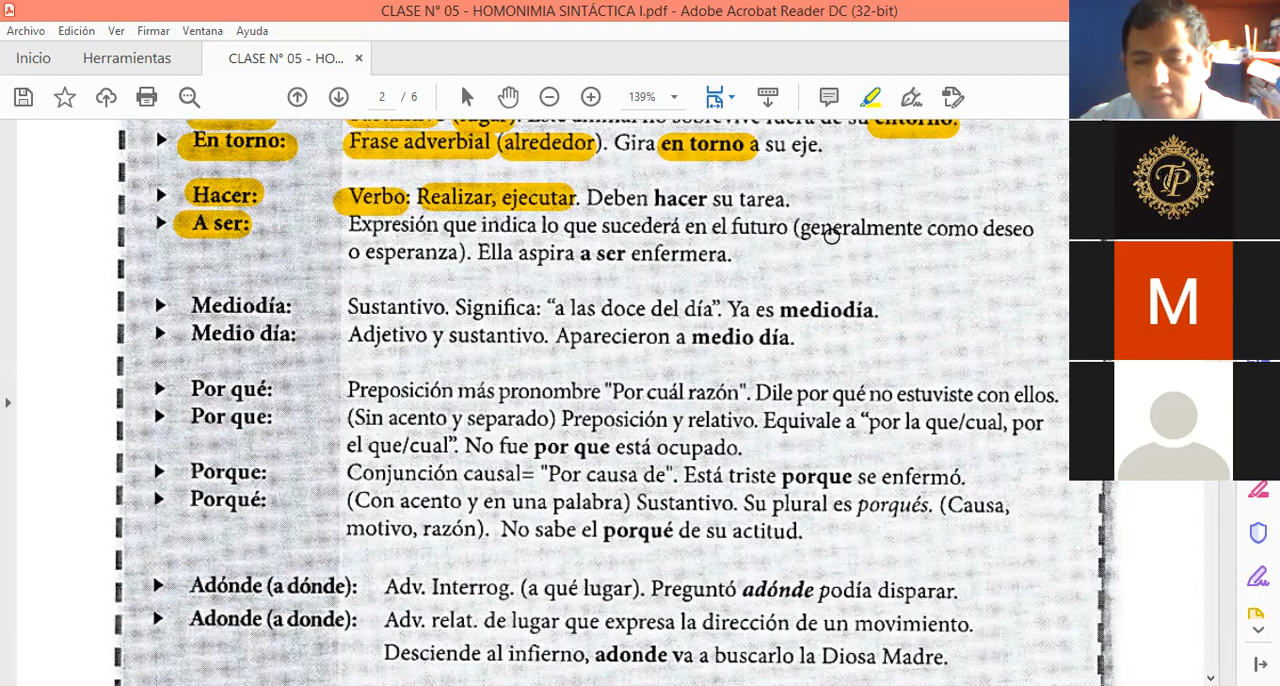 CLASE N° 05 - HOMONIMIA SINTÁCTICA I.pdf - Adobe Acrobat Reader DC (32-bit)
Archivo Edición Ver Firmar Ventana Ayuda
Inicio Herramientas CLASE N° 05 - HO... ×
2 / 6 139%
entorno.
En torno: Frase adverbial (alrededor). Gira en torno a su eje.
Hacer: Verbo: Realizar, ejecutar. Deben hacer su tarea.
A ser: Expresión que indica lo que sucederá en el futuro (generalmente como deseo
o esperanza). Ella aspira a ser enfermera.
Mediodía: Sustantivo. Significa: “a las doce del día”. Ya es mediodía.
Medio día: Adjetivo y sustantivo. Aparecieron a medio día.
Por qué: Preposición más pronombre "Por cuál razón". Dile por qué no estuviste con ellos.
Por que: (Sin acento y separado) Preposición y relativo. Equivale a “por la que/cual, por
el que/cual”. No fue por que está ocupado.
Porque: Conjunción causal= "Por causa de". Está triste porque se enfermó.
Porqué: (Con acento y en una palabra) Sustantivo. Su plural es porqués. (Causa,
motivo, razón). No sabe el porqué de su actitud.
Adónde (a dónde): Adv. Interrog. (a qué lugar). Preguntó adónde podía disparar.
Adonde (a donde): Adv. relat. de lugar que expresa la dirección de un movimiento.
Desciende al infierno, adonde va a buscarlo la Diosa Madre.
TP
M